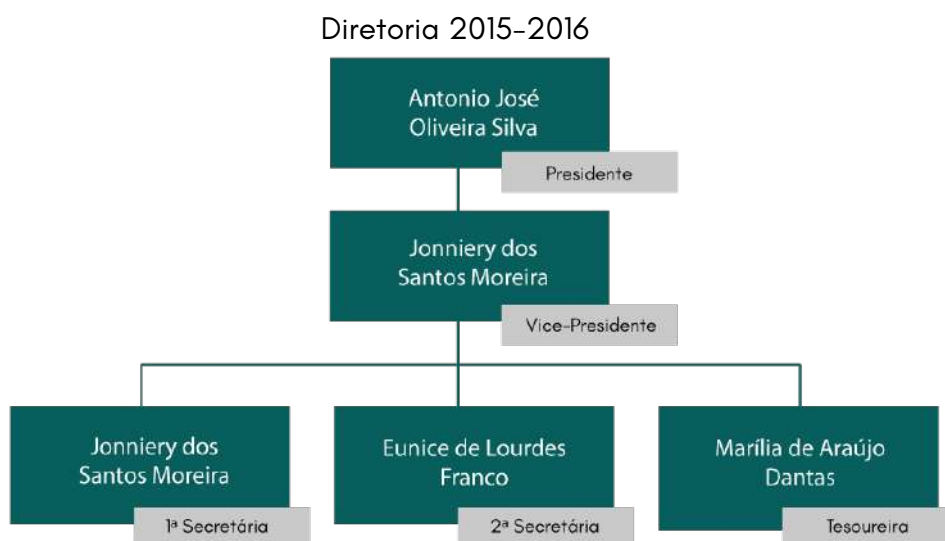 Diretoria 2015-2016
Antonio José
Oliveira Silva
Presidente
Jonniery dos
Santos Moreira
Vice-Presidente
Jonniery dos
Santos Moreira
1ª Secretária
Eunice de Lourdes
Franco
2ª Secretária
Marília de Araújo
Dantas
Tesoureira